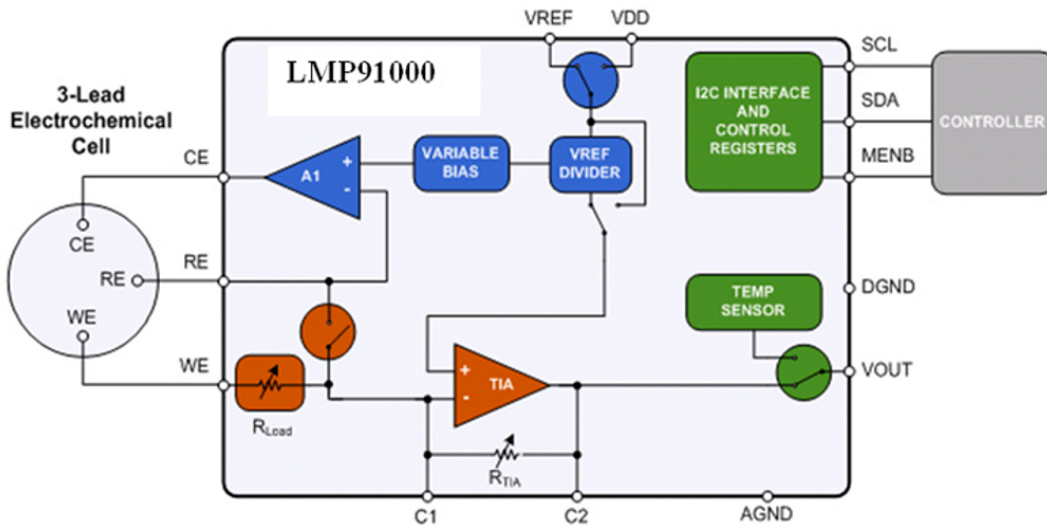 VREF VDD
LMP91000
3-Lead
Electrochemical
Cell
CE
A1
+
-
VARIABLE
BIAS
VREF
DIVIDER
I2C INTERFACE
AND
CONTROL
REGISTERS
SCL
SDA
MENB
CONTROLLER
CE
RE
WE
RE
WE
RLoad
+
-
TIA
RTIA
TEMP
SENSOR
DGND
VOUT
C1
C2
AGND